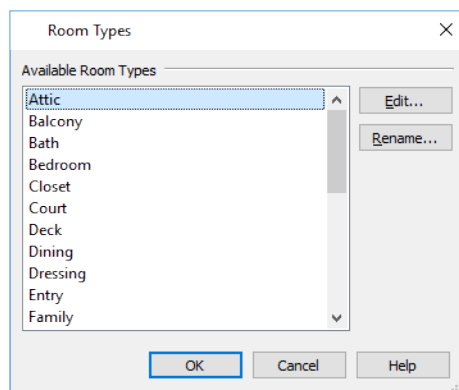 Room Types
Available Room Types
Attic
Balcony
Bath
Bedroom
Closet
Court
Deck
Dining
Dressing
Entry
Family
Edit...
Rename...
OK
Cancel
Help